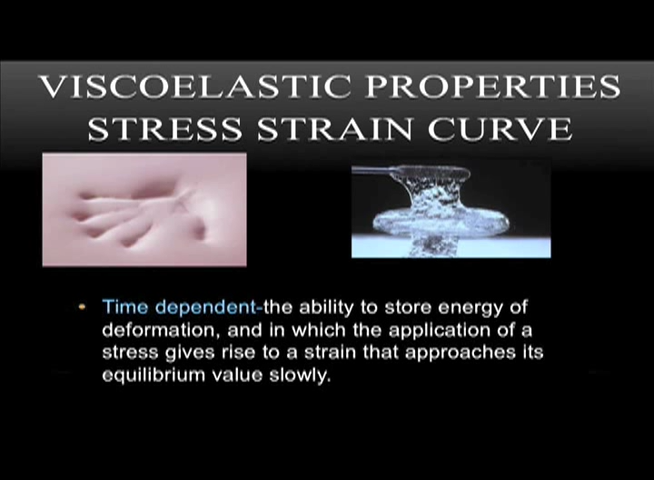 VISCOELASTIC PROPERTIES
STRESS STRAIN CURVE
• Time dependent-the ability to store energy of
deformation, and in which the application of a
stress gives rise to a strain that approaches its
equilibrium value slowly.